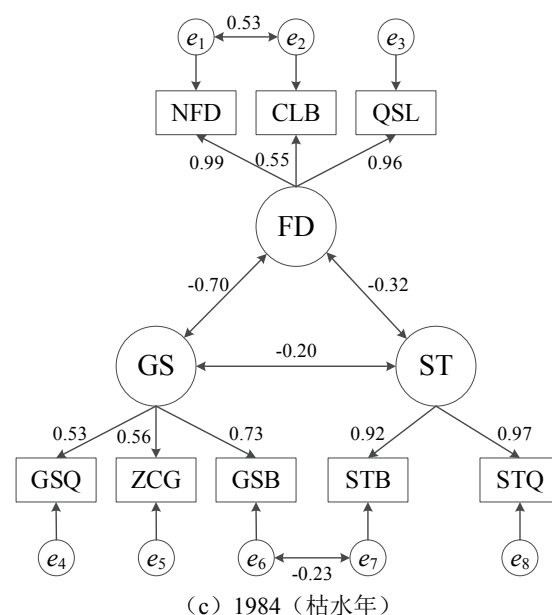 0.53
e1 e2 e3
NFD CLB QSL
0.99 0.55 0.96
FD
-0.70 -0.32
GS -0.20 ST
0.53 0.56 0.73 0.92 0.97
GSQ ZCG GSB STB STQ
e4 e5 e6 e7 e8
-0.23
（c）1984（枯水年）